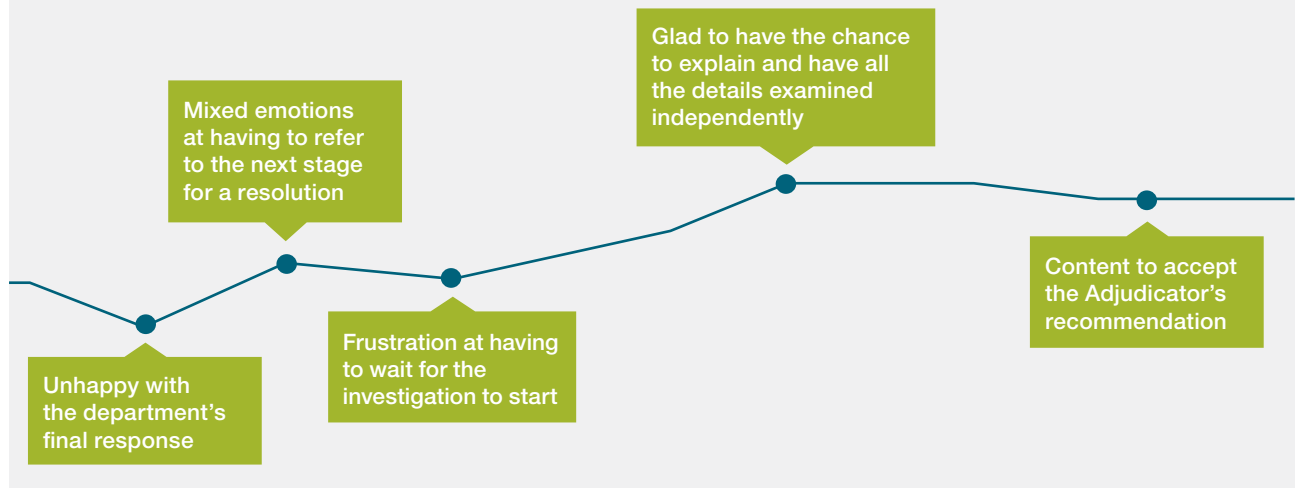 Unhappy with
the department’s
final response
Mixed emotions
at having to refer
to the next stage
for a resolution
Frustration at having
to wait for the
investigation to start
Glad to have the chance
to explain and have all
the details examined
independently
Content to accept
the Adjudicator’s
recommendation